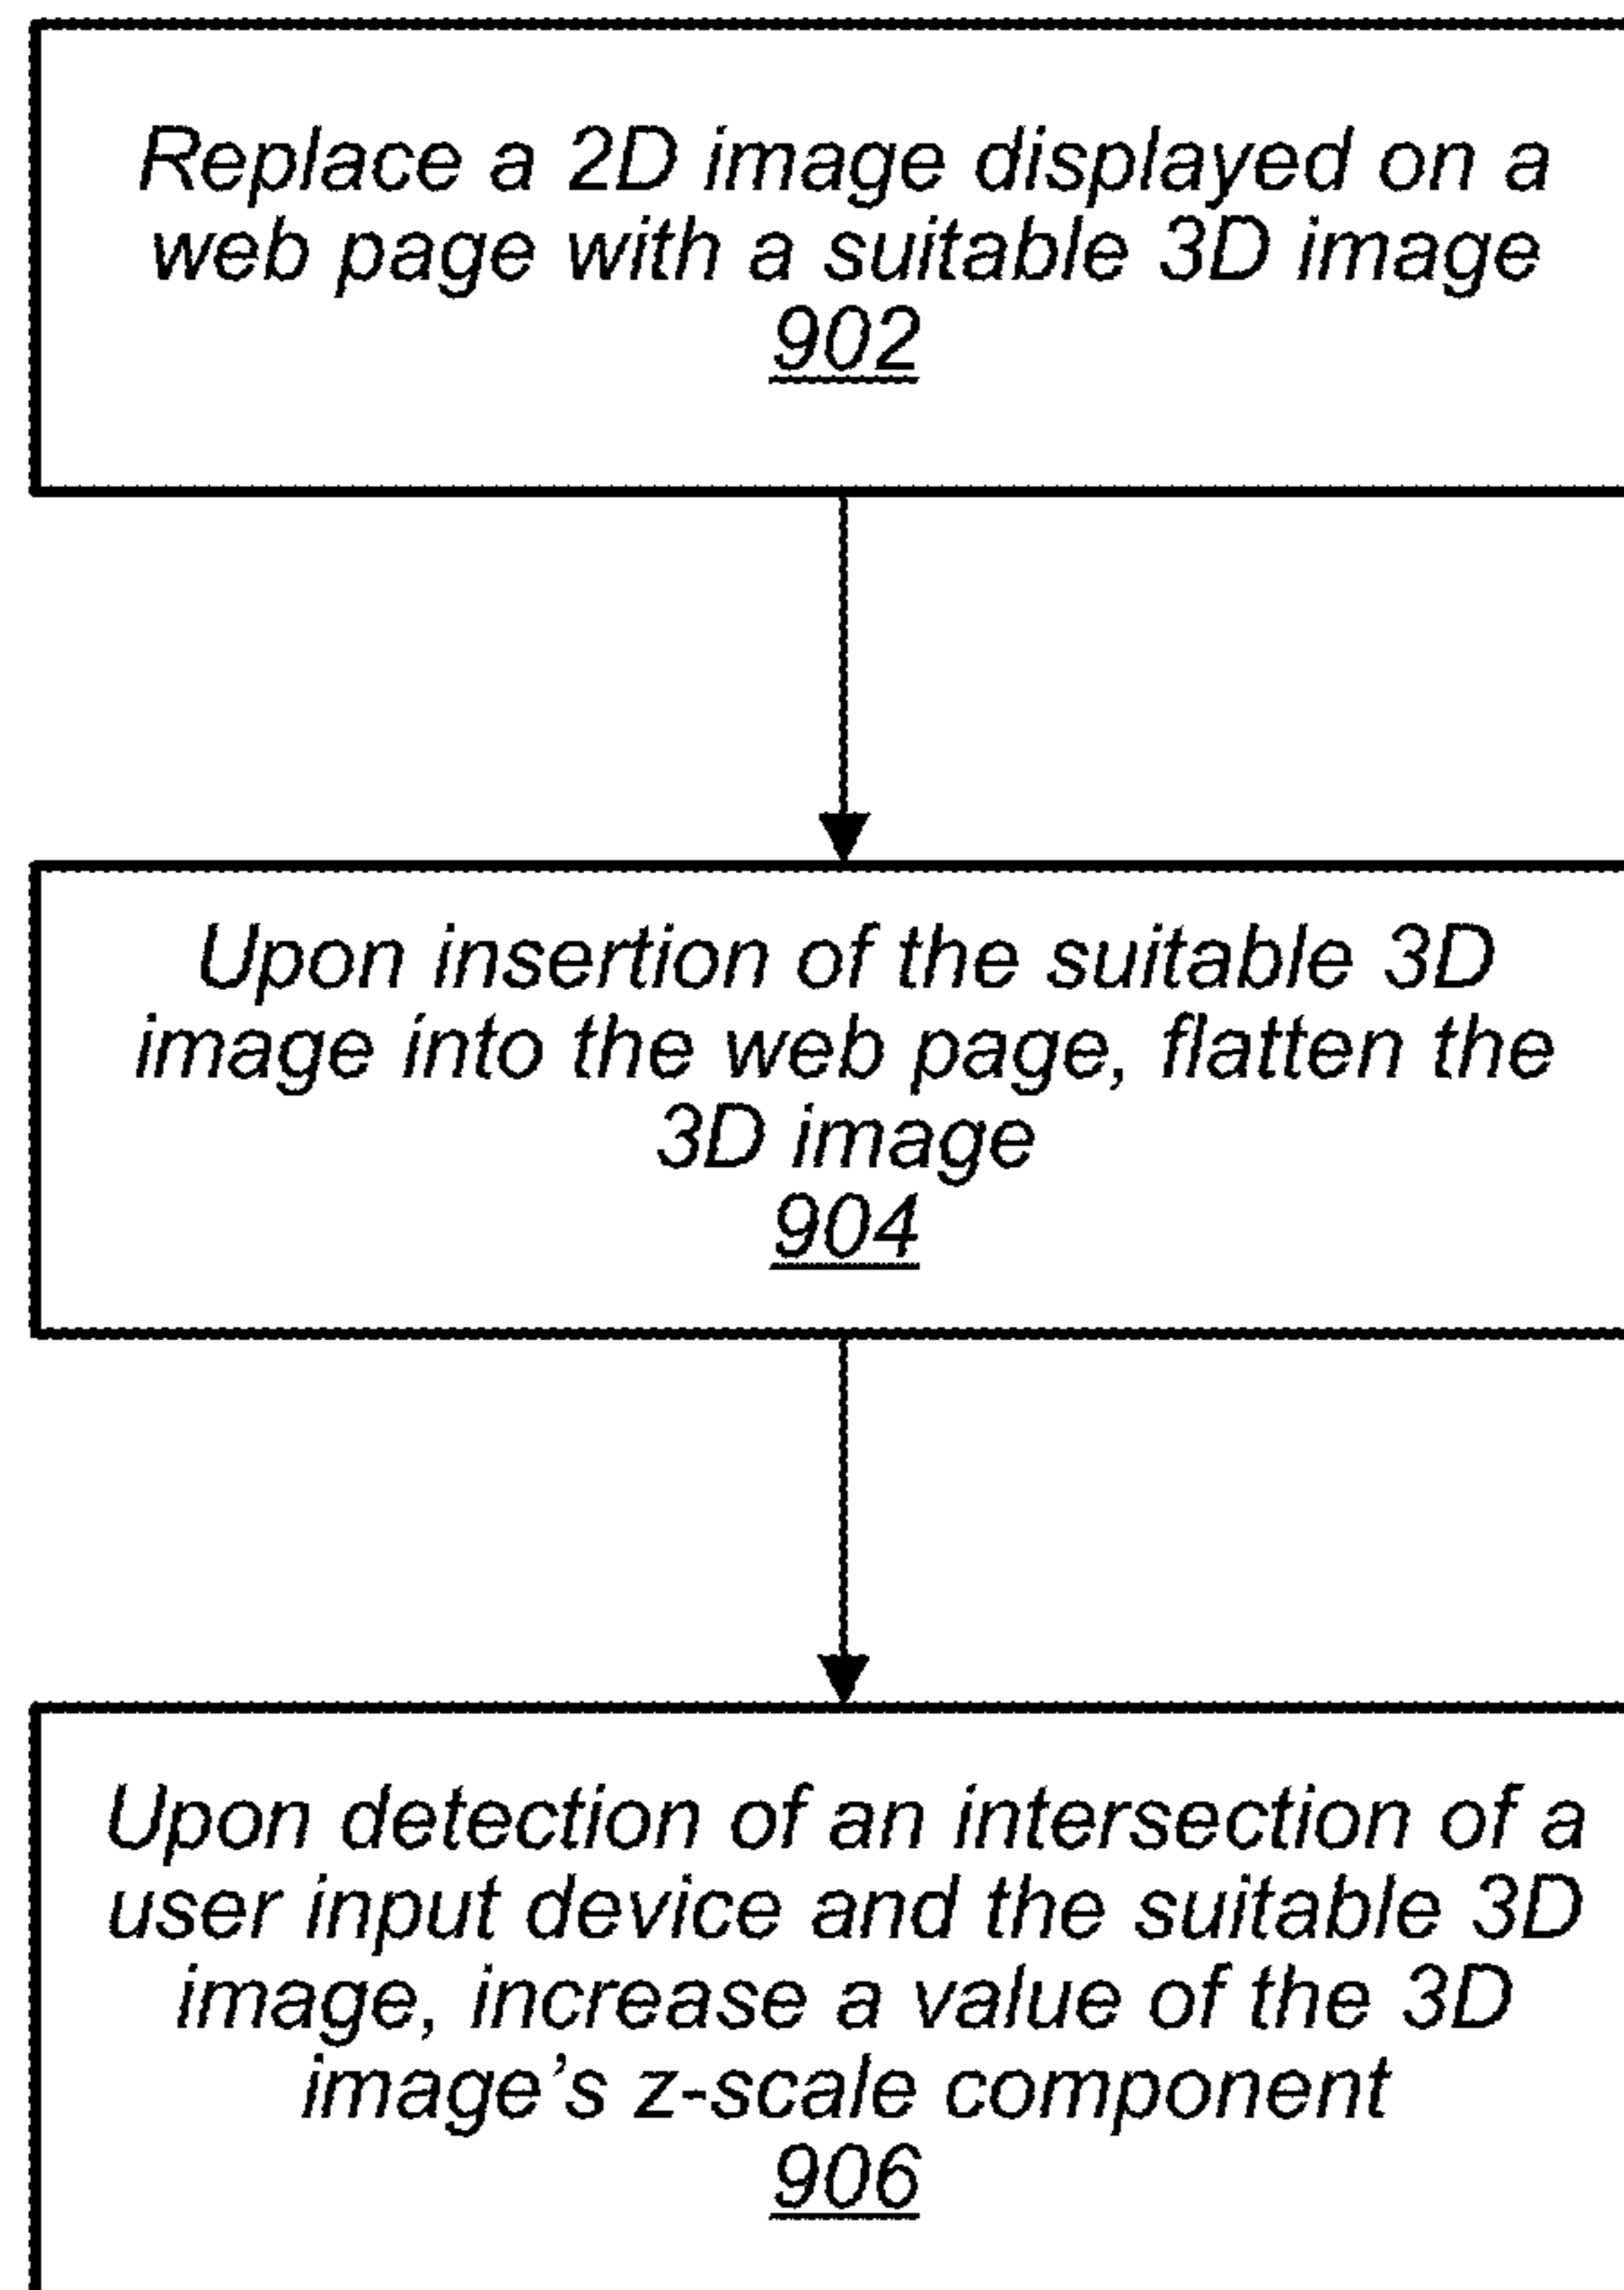 Replace a 2D image displayed on a
web page with a suitable 3D image
902
Upon insertion of the suitable 3D
image into the web page, flatten the
3D image
904
Upon detection of an intersection of a
user input device and the suitable 3D
image, increase a value of the 3D
image's z-scale component
906